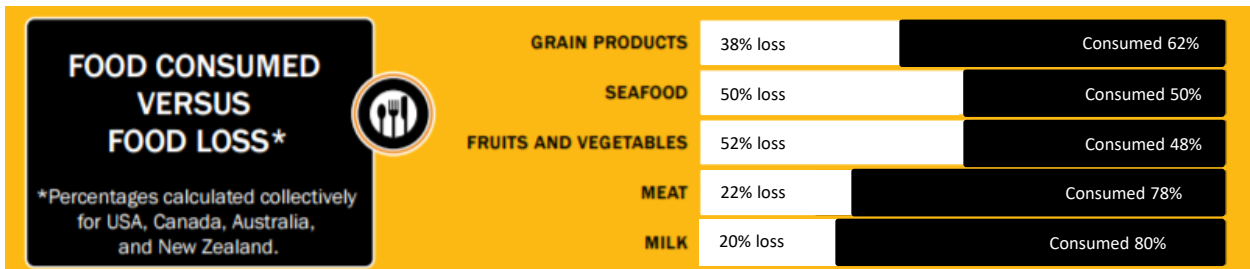 FOOD CONSUMED
VERSUS
FOOD LOSS*
*Percentages calculated collectively
for USA, Canada, Australia,
and New Zealand.
GRAIN PRODUCTS 38% loss Consumed 62%
SEAFOOD 50% loss Consumed 50%
FRUITS AND VEGETABLES 52% loss Consumed 48%
MEAT 22% loss Consumed 78%
MILK 20% loss Consumed 80%